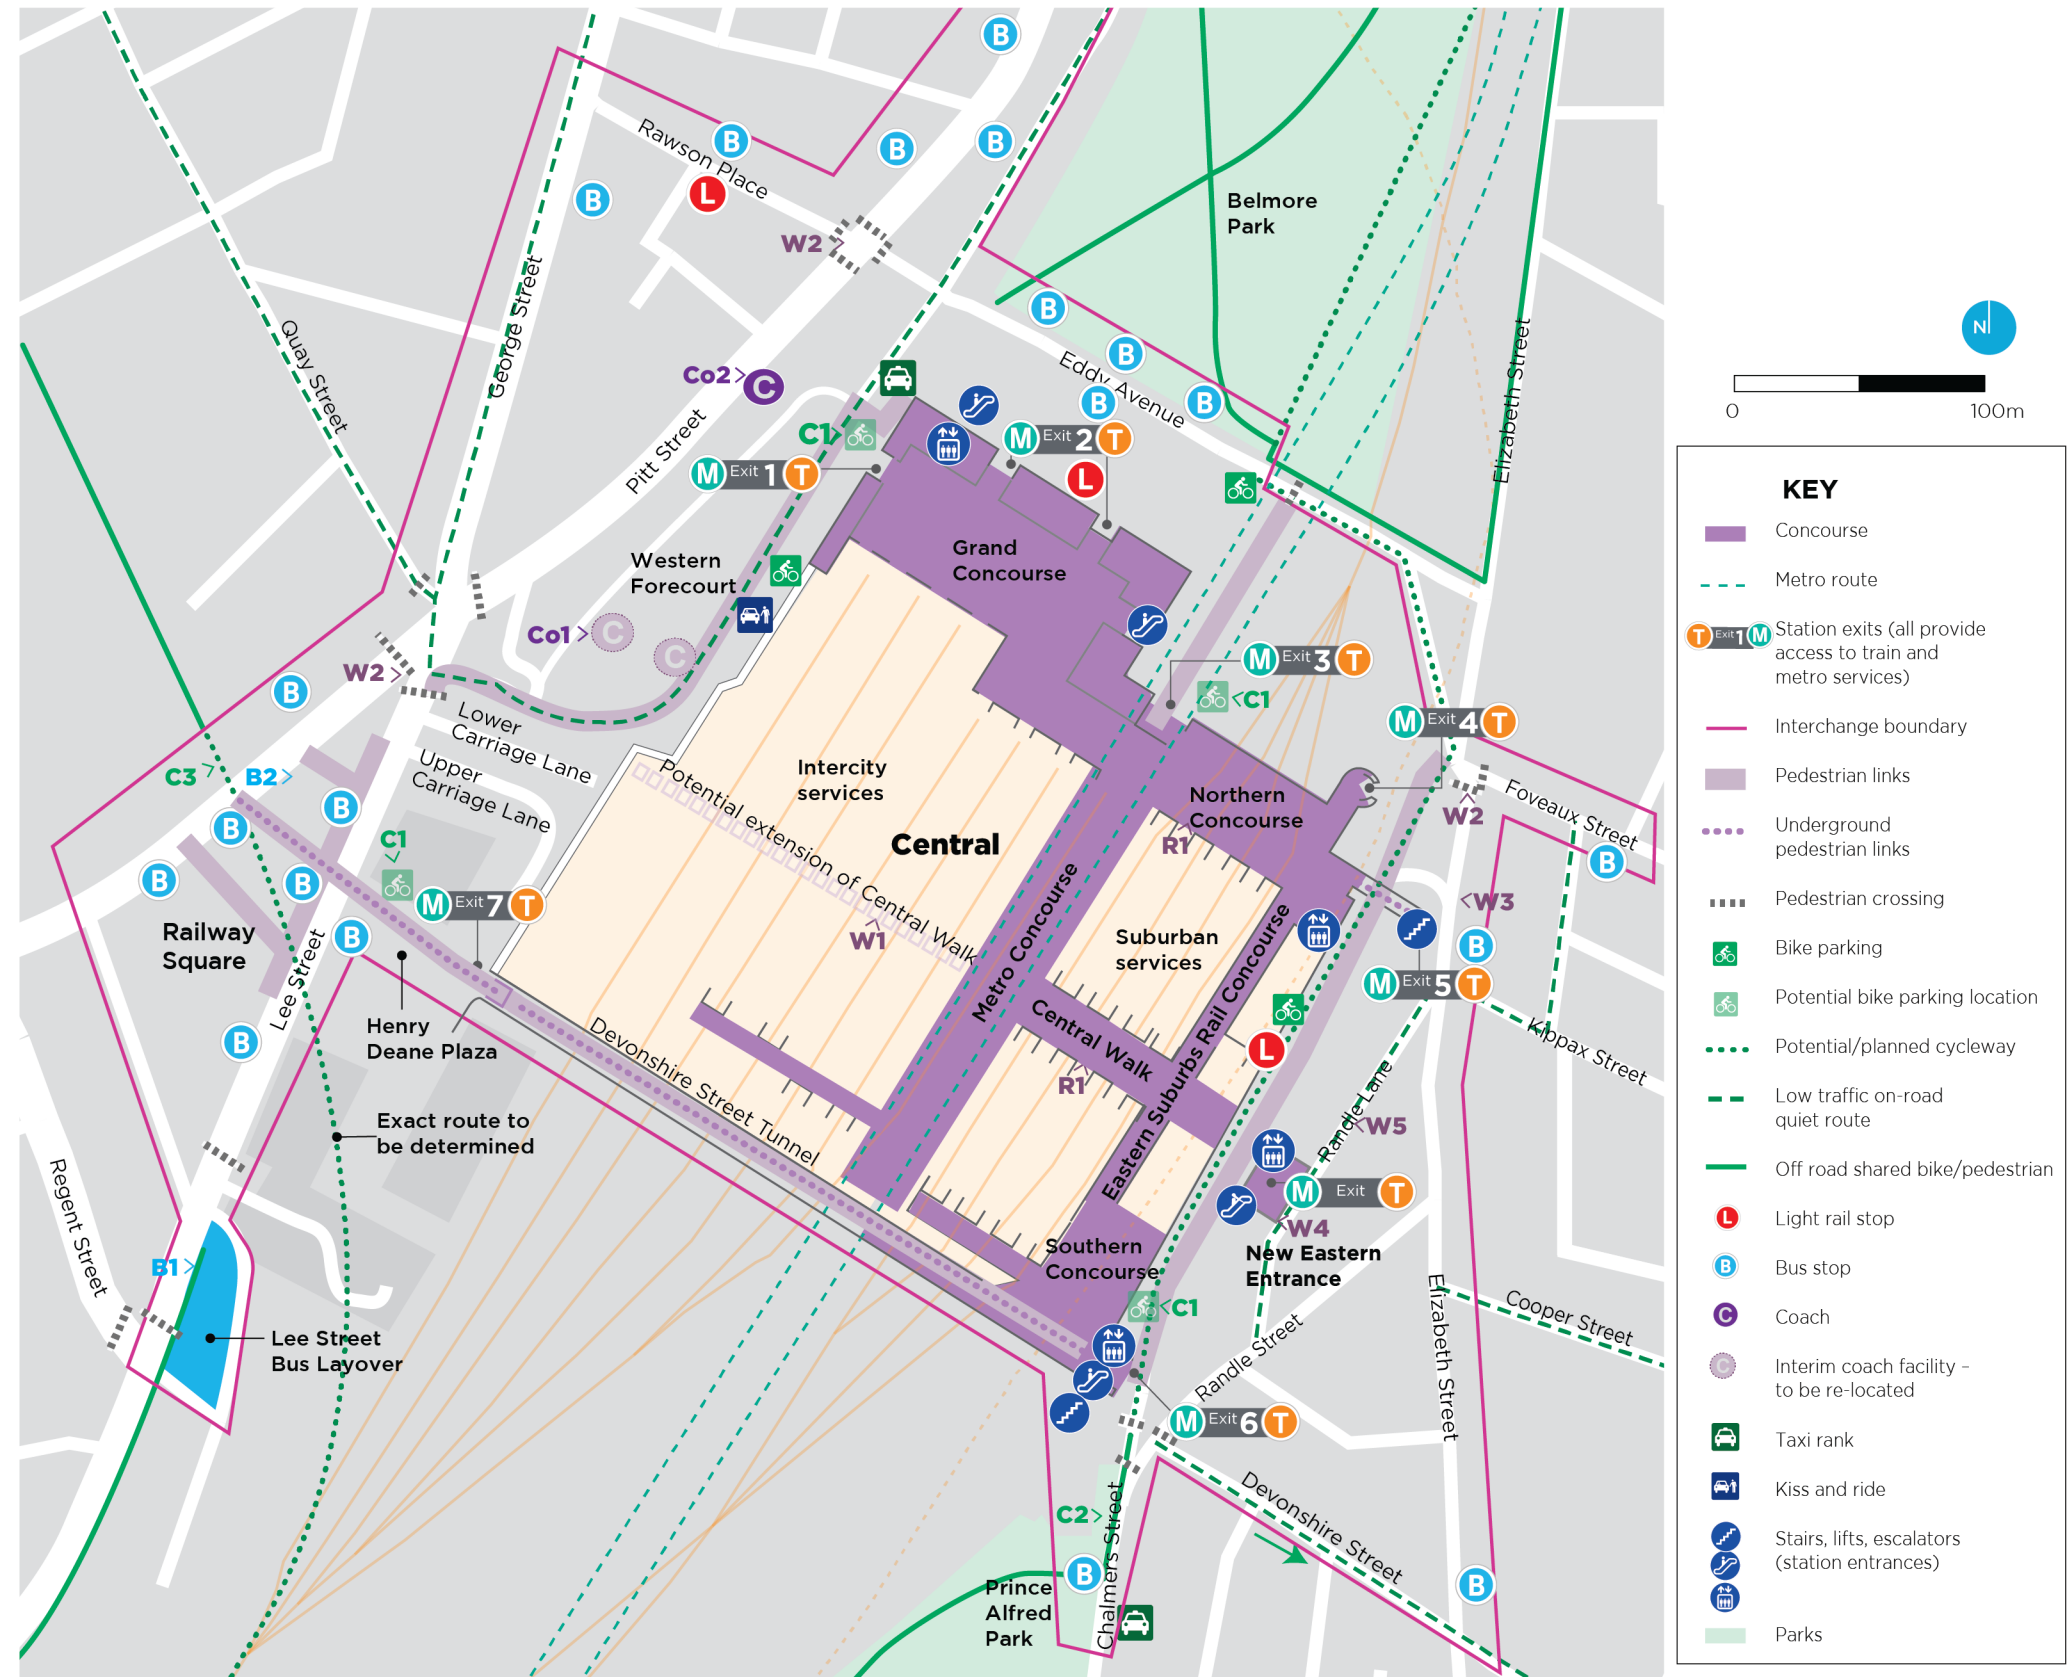 B
B
Rawson Place
B
B
B
B
L
Belmore
Park
W2
George Street
Quay Street
B
Elizabeth Street
N
B
Eddy Avenue
Co2
C
B
B
0
100m
Pitt Street
C1
M Exit 2 T
M Exit 1 T
L
KEY
Concourse
Metro route
T Exit 1 M
Station exits (all provide
access to train and
metro services)
Interchange boundary
Pedestrian links
Underground
pedestrian links
Pedestrian crossing
Bike parking
Potential bike parking location
Potential/planned cycleway
Low traffic on-road
quiet route
Off road shared bike/pedestrian
L
Light rail stop
B
Bus stop
C
Coach
C
Interim coach facility –
to be re-located
Taxi rank
Kiss and ride
Stairs, lifts, escalators
(station entrances)
Parks
Grand
Concourse
Western
Forecourt
Co1
C
C
W2
B
M Exit 3 T
C1
Lower
Carriage Lane
M Exit 4 T
Upper
Carriage Lane
C3
B2
Intercity
services
Potential extension of Central Walk
Northern
Concourse
Foveaux Street
W2
B
B
B
C1
Central
R1
B
B
B
M Exit 7 T
W1
Metro Concourse
Suburban
services
Eastern Suburbs Rail Concourse
W3
B
M Exit 5 T
Railway
Square
Lee Street
B
Henry
Deane Plaza
Devonshire Street Tunnel
Central Walk
R1
L
Kippax Street
Randle Lane
W5
Exact route to
be determined
Regent Street
M Exit T
W4
New Eastern
Entrance
Southern
Concourse
B1
C1
Elizabeth Street
Cooper Street
Lee Street
Bus Layover
Randle Street
M Exit 6 T
C2
Chalmers Street
Devonshire Street
B
B
Prince
Alfred
Park